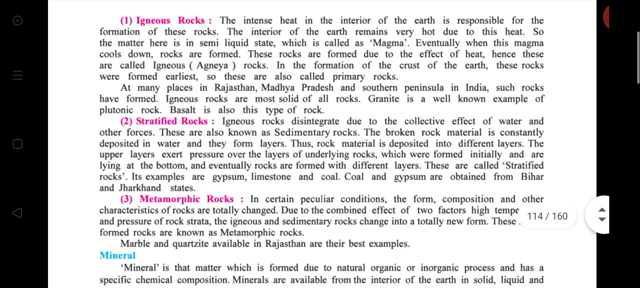 (1) Igneous Rocks : The intense heat in the interior of the earth is responsible for the
formation of these rocks. The interior of the earth remains very hot due to this heat. So
the matter here is in semi liquid state, which is called as 'Magma'. Eventually when this magma
cools down, rocks are formed. These rocks are formed due to the effect of heat, hence these
are called Igneous ( Agneya ) rocks. In the formation of the crust of the earth, these rocks
were formed earliest, so these are also called primary rocks.
At many places in Rajasthan, Madhya Pradesh and southern peninsula in India, such rocks
have formed. Igneous rocks are most solid of all rocks. Granite is a well known example of
plutonic rock. Basalt is also this type of rock.
(2) Stratified Rocks : Igneous rocks disintegrate due to the collective effect of water and
other forces. These are also known as Sedimentary rocks. The broken rock material is constantly
deposited in water and they form layers. Thus, rock material is deposited into different layers. The
upper layers exert pressure over the layers of underlying rocks, which were formed initially and are
lying at the bottom, and eventually rocks are formed with different layers. These are called 'Stratified
rocks'. Its examples are gypsum, limestone and coal. Coal and gypsum are obtained from Bihar
and Jharkhand states.
(3) Metamorphic Rocks : In certain peculiar conditions, the form, composition and other
characteristics of rocks are totally changed. Due to the combined effect of two factors high tempe
and pressure of rock strata, the igneous and sedimentary rocks change into a totally new form. These
114 / 160
formed rocks are known as Metamorphic rocks.
Marble and quartzite available in Rajasthan are their best examples.
Mineral
'Mineral' is that matter which is formed due to natural organic or inorganic process and has a
specific chemical composition. Minerals are available from the interior of the earth in solid, liquid and